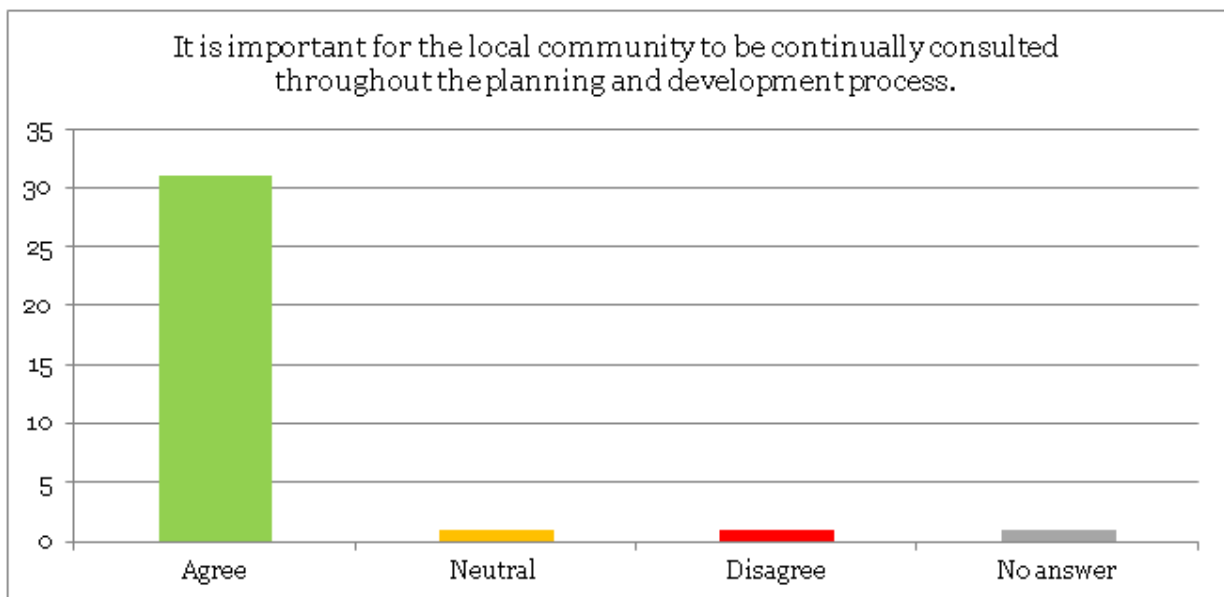 It is important for the local community to be continually consulted
throughout the planning and development process.
35
30
25
20
15
10
5
0
Agree
Neutral
Disagree
No answer